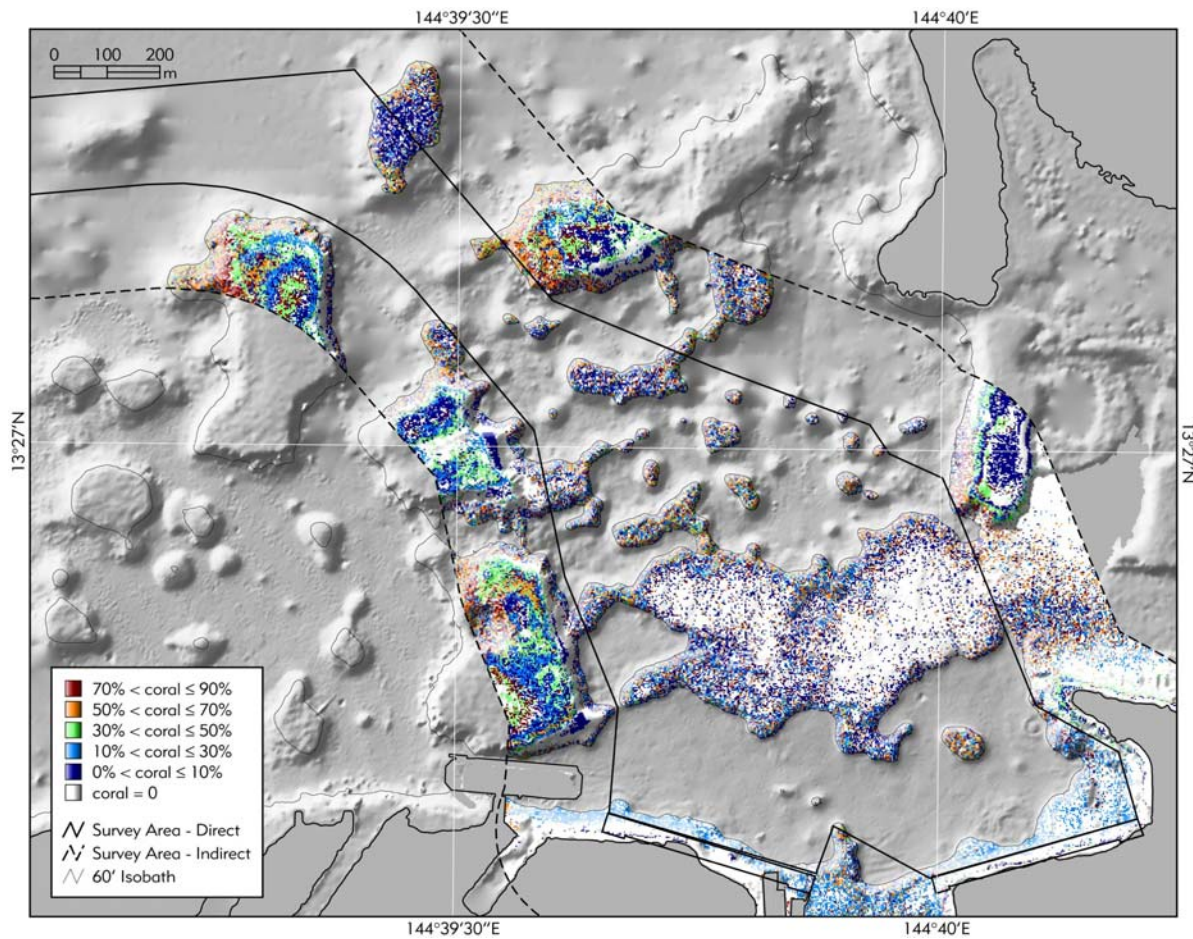 144°39'30"E
144°40'E
0 100 200
m
13°27'N
13°27'N
70% < coral ≤ 90%
50% < coral ≤ 70%
30% < coral ≤ 50%
10% < coral ≤ 30%
0% < coral ≤ 10%
coral = 0
Survey Area - Direct
Survey Area - Indirect
60' Isobath
144°39'30"E
144°40'E